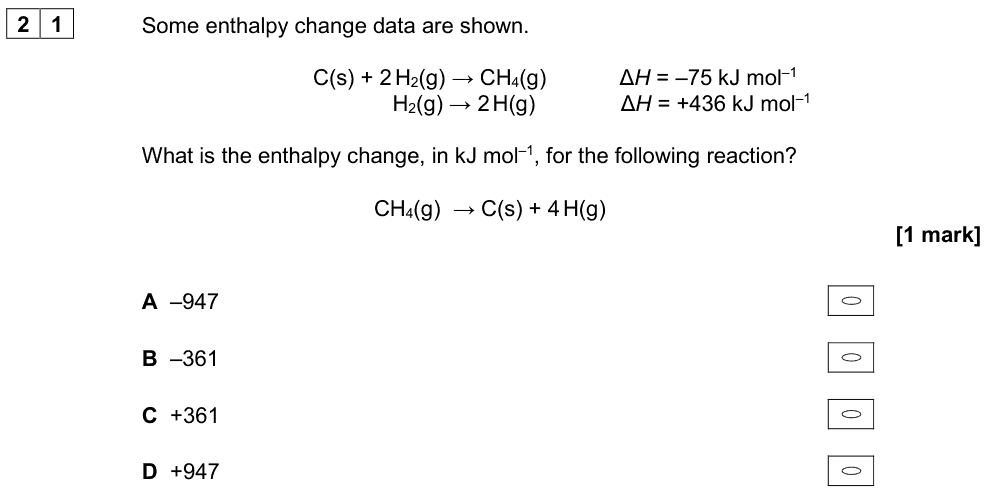 2 1 Some enthalpy change data are shown.
C(s) + 2 H₂(g) → CH₄(g) ΔH = –75 kJ mol⁻¹
H₂(g) → 2 H(g) ΔH = +436 kJ mol⁻¹
What is the enthalpy change, in kJ mol⁻¹, for the following reaction?
CH₄(g) → C(s) + 4 H(g)
[1 mark]
A –947
B –361
C +361
D +947